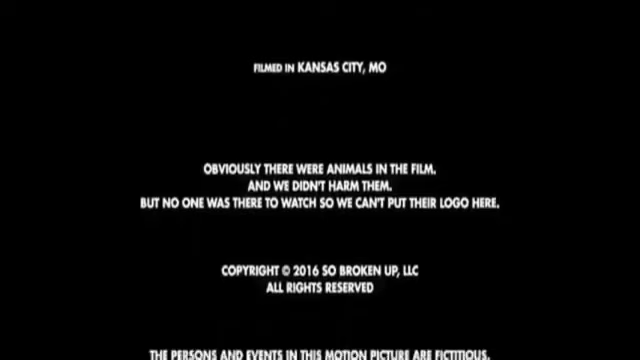 FILMED IN KANSAS CITY, MO
OBVIOUSLY THERE WERE ANIMALS IN THE FILM.
AND WE DIDN'T HARM THEM.
BUT NO ONE WAS THERE TO WATCH SO WE CAN'T PUT THEIR LOGO HERE.
COPYRIGHT © 2016 SO BROKEN UP, LLC
ALL RIGHTS RESERVED
THE PERSONS AND EVENTS IN THIS MOTION PICTURE ARE FICTITIOUS.